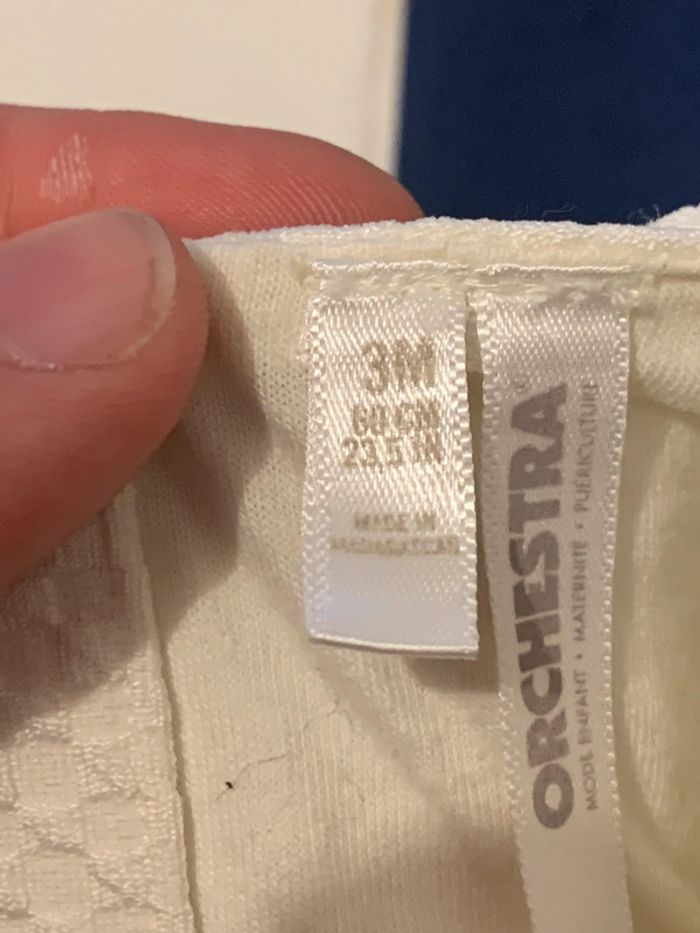 3M
60 CM
23,5 IN
MADE IN
MADAGASCAR
ORCHESTRA®
MODE ENFANT • MATERNITÉ • PUÉRICULTURE